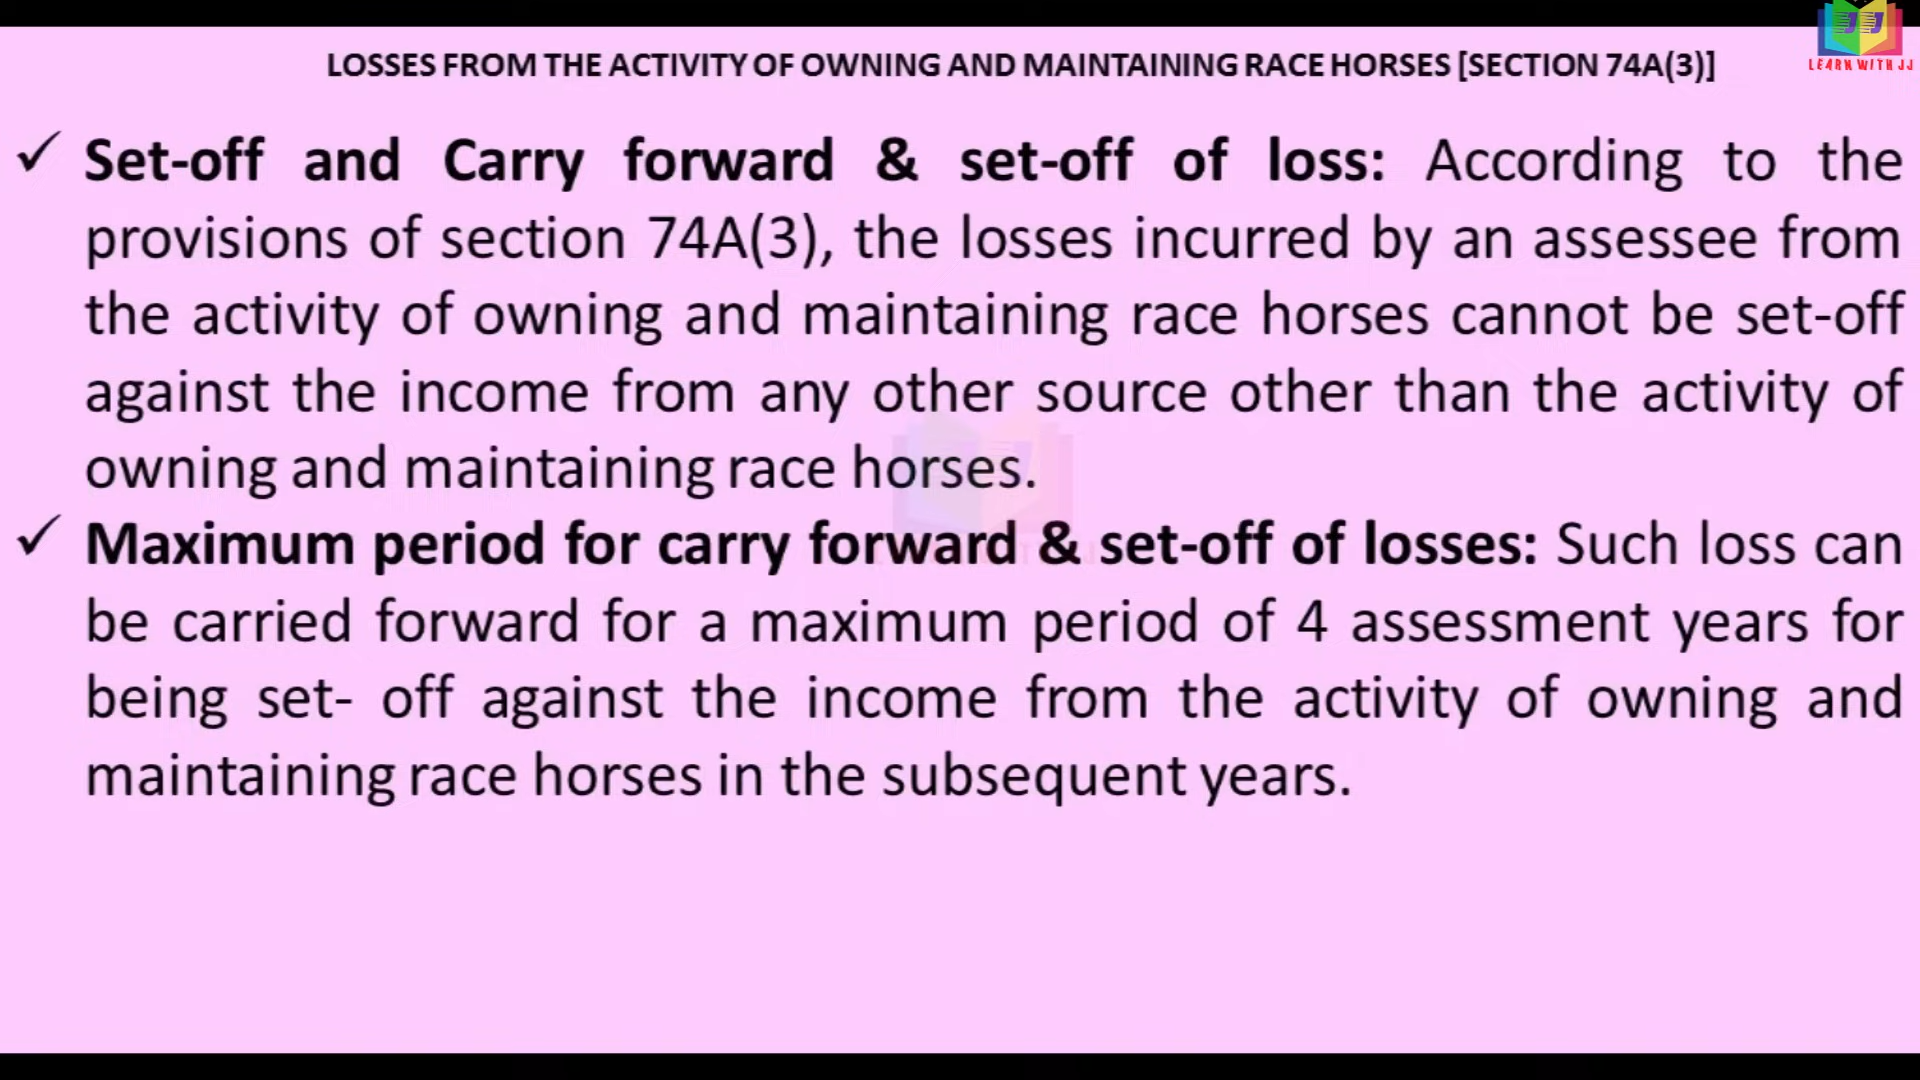 LOSSES FROM THE ACTIVITY OF OWNING AND MAINTAINING RACE HORSES [SECTION 74A(3)]
LEARN WITH JJ
✓ Set-off and Carry forward & set-off of loss: According to the
provisions of section 74A(3), the losses incurred by an assessee from
the activity of owning and maintaining race horses cannot be set-off
against the income from any other source other than the activity of
owning and maintaining race horses.
✓ Maximum period for carry forward & set-off of losses: Such loss can
be carried forward for a maximum period of 4 assessment years for
being set- off against the income from the activity of owning and
maintaining race horses in the subsequent years.